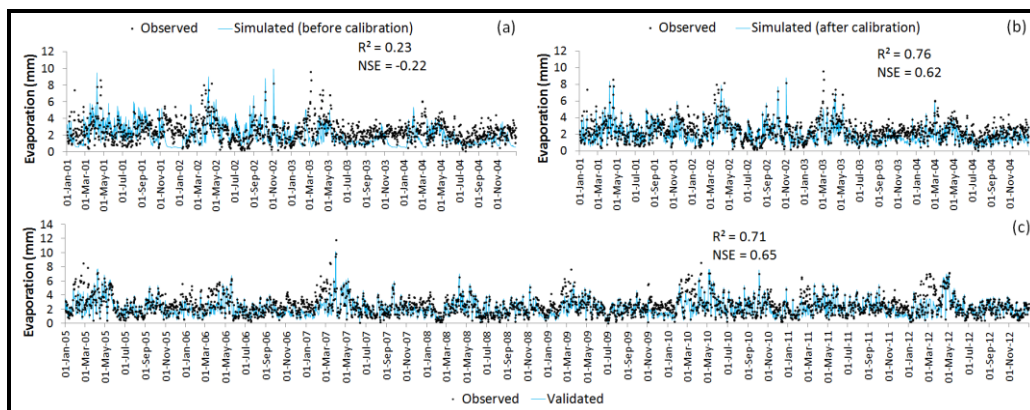 Observed Simulated (before calibration) (a)
R² = 0.23
NSE = -0.22
Evaporation (mm)
12
10
8
6
4
2
0
01-Jan-01
01-Mar-01
01-May-01
01-Jul-01
01-Sep-01
01-Nov-01
01-Jan-02
01-Mar-02
01-May-02
01-Jul-02
01-Sep-02
01-Nov-02
01-Jan-03
01-Mar-03
01-May-03
01-Jul-03
01-Sep-03
01-Nov-03
01-Jan-04
01-Mar-04
01-May-04
01-Jul-04
01-Sep-04
01-Nov-04
Observed Simulated (after calibration) (b)
R² = 0.76
NSE = 0.62
Evaporation (mm)
12
10
8
6
4
2
0
01-Jan-01
01-Mar-01
01-May-01
01-Jul-01
01-Sep-01
01-Nov-01
01-Jan-02
01-Mar-02
01-May-02
01-Jul-02
01-Sep-02
01-Nov-02
01-Jan-03
01-Mar-03
01-May-03
01-Jul-03
01-Sep-03
01-Nov-03
01-Jan-04
01-Mar-04
01-May-04
01-Jul-04
01-Sep-04
01-Nov-04
(c)
R² = 0.71
NSE = 0.65
Evaporation (mm)
14
12
10
8
6
4
2
0
01-Jan-05
01-Mar-05
01-May-05
01-Jul-05
01-Sep-05
01-Nov-05
01-Jan-06
01-Mar-06
01-May-06
01-Jul-06
01-Sep-06
01-Nov-06
01-Jan-07
01-Mar-07
01-May-07
01-Jul-07
01-Sep-07
01-Nov-07
01-Jan-08
01-Mar-08
01-May-08
01-Jul-08
01-Sep-08
01-Nov-08
01-Jan-09
01-Mar-09
01-May-09
01-Jul-09
01-Sep-09
01-Nov-09
01-Jan-10
01-Mar-10
01-May-10
01-Jul-10
01-Sep-10
01-Nov-10
01-Jan-11
01-Mar-11
01-May-11
01-Jul-11
01-Sep-11
01-Nov-11
01-Jan-12
01-Mar-12
01-May-12
01-Jul-12
01-Sep-12
01-Nov-12
Observed Validated